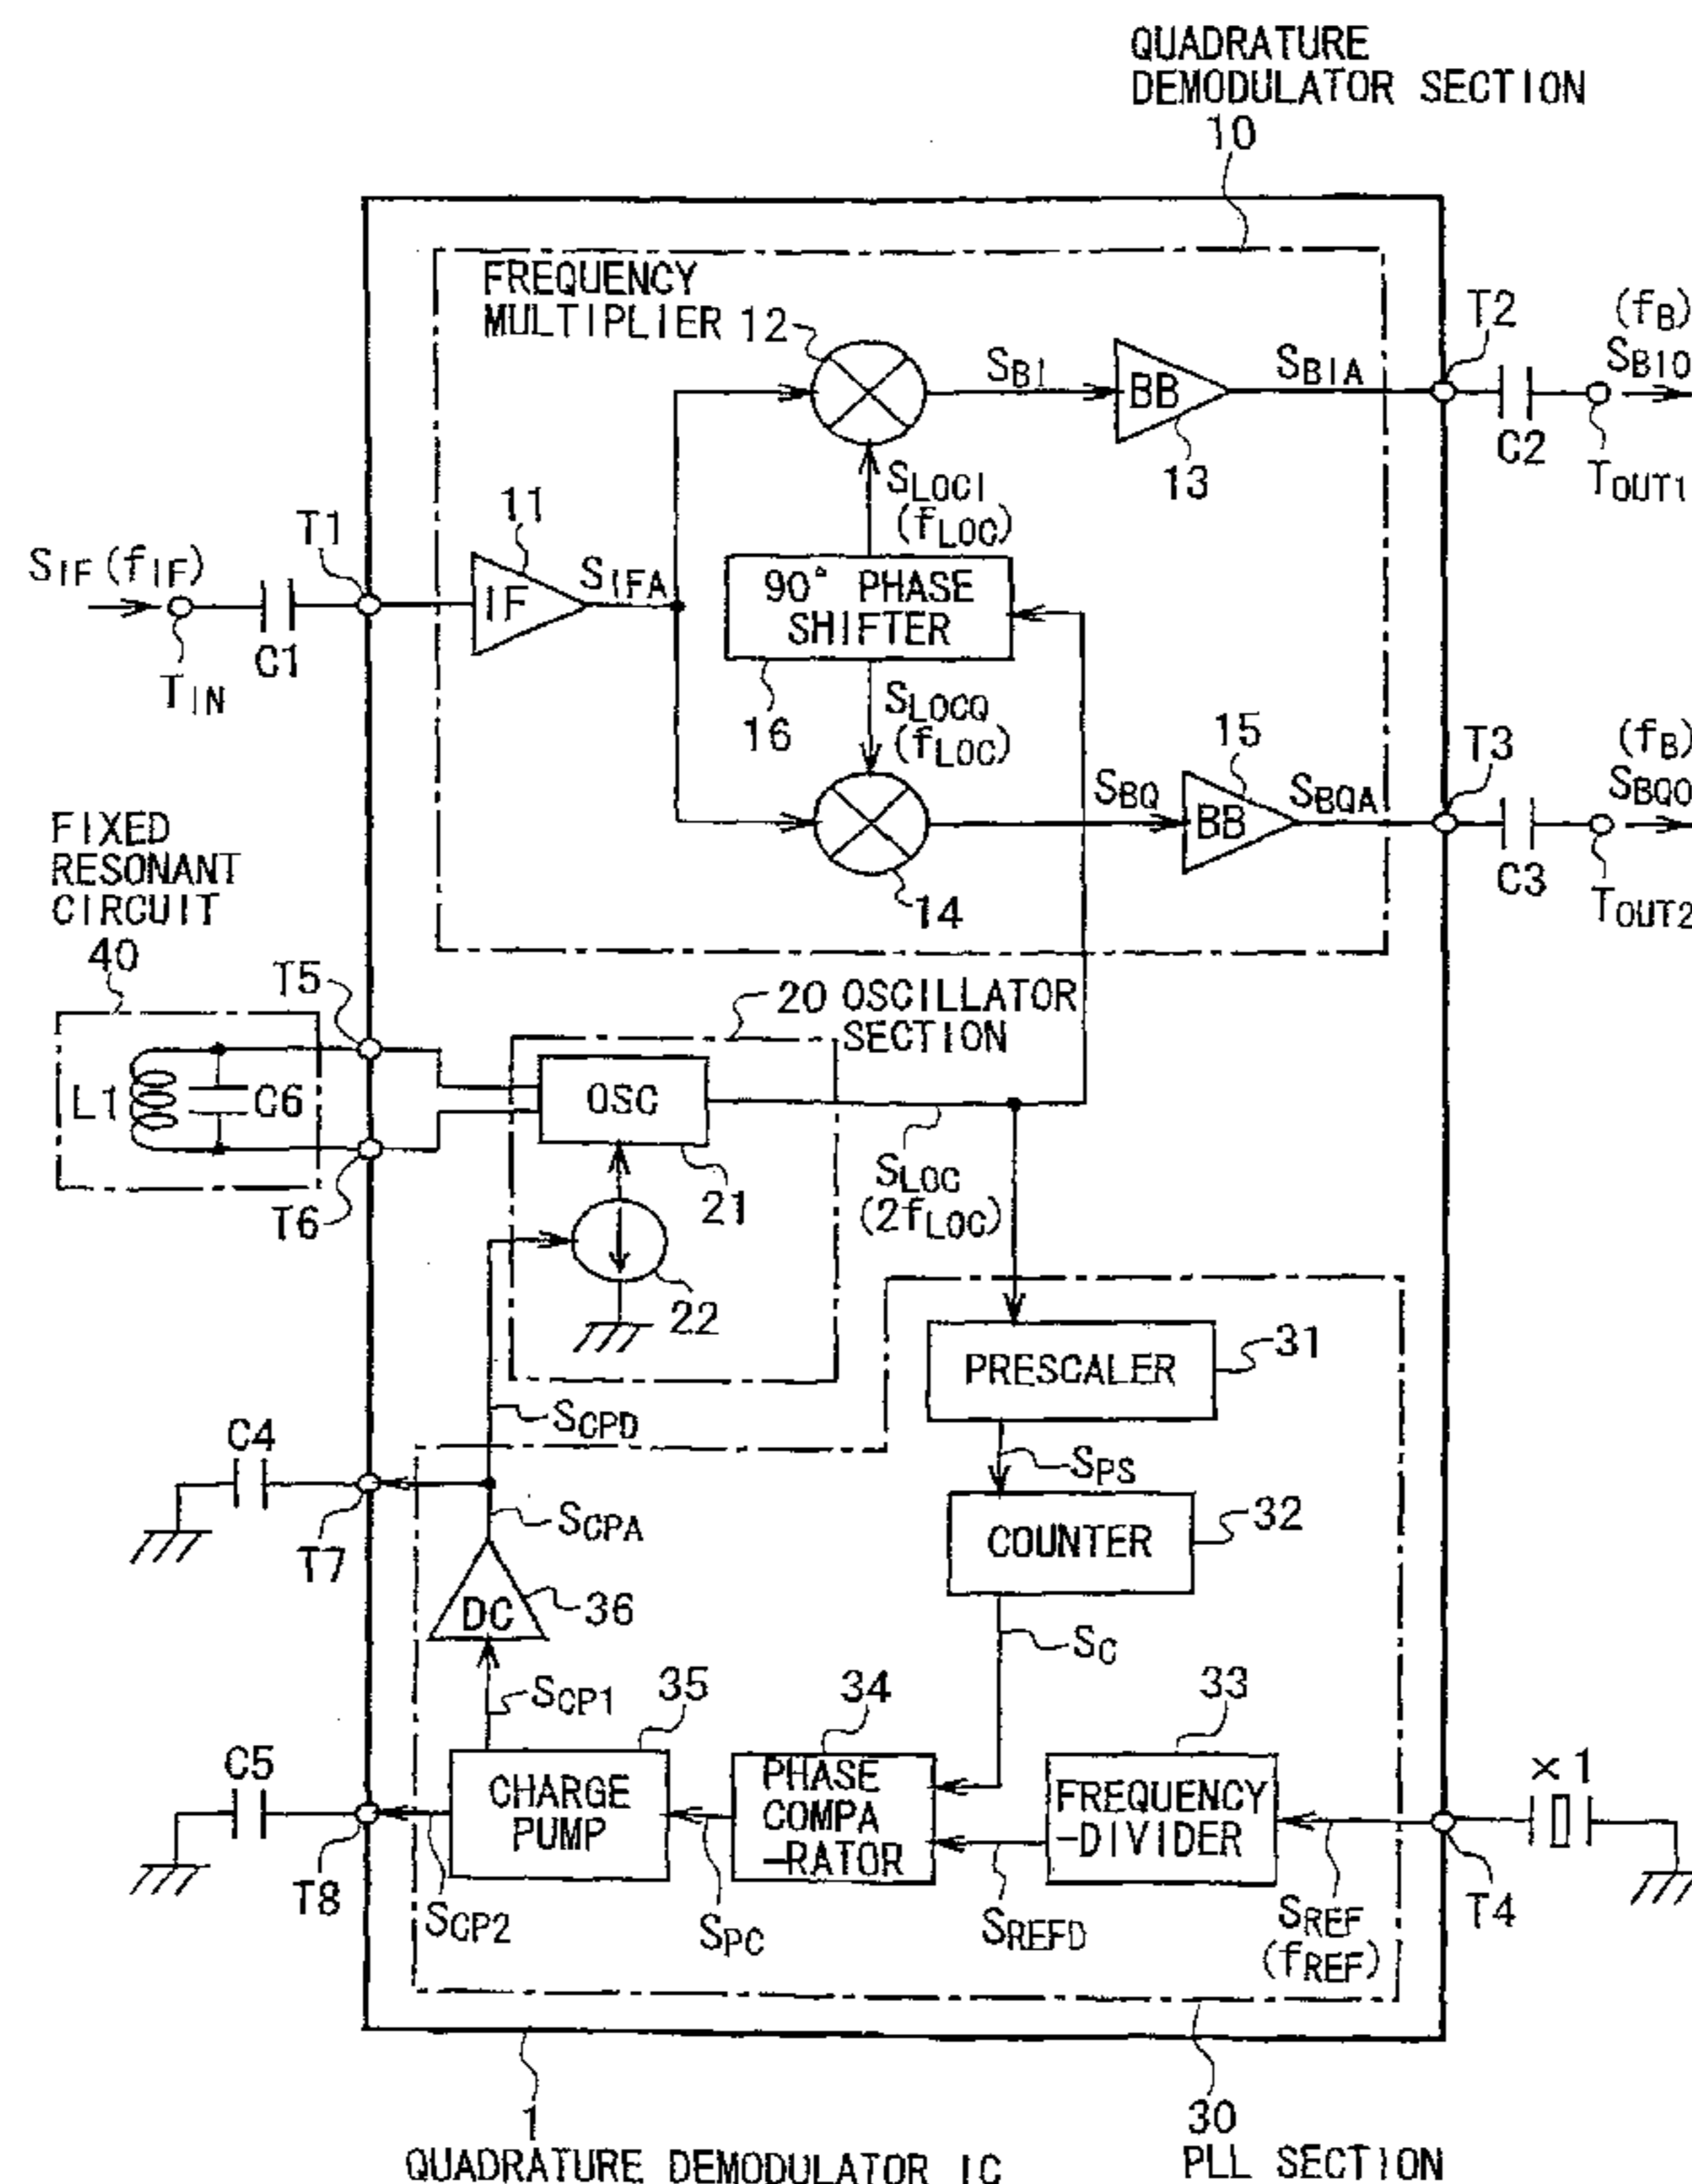 QUADRATURE
DEMODULATOR SECTION
10
FREQUENCY
MULTIPLIER 12
SBI
BB
SBIA
T2
(fB)
SBIO
13
C2
TOUT1
SLOCI
(fLOC)
11
T1
SIF (fIF)
IF
SIFA
90° PHASE
SHIFTER
C1
TIN
16
SLOCQ
(fLOC)
15
T3
(fB)
SBQO
SBQ
BB
SBQA
14
C3
TOUT2
FIXED
RESONANT
CIRCUIT
40
T5
20 OSCILLATOR
SECTION
L1
C6
OSC
21
T6
SLOC
(2fLOC)
22
31
PRESCALER
SCPD
C4
SPS
T7
SCPA
32
COUNTER
DC
36
SC
SCP1
35
34
33
C5
CHARGE
PUMP
PHASE
COMPA
-RATOR
FREQUENCY
-DIVIDER
×1
T8
SCP2
SPC
SREFD
SREF
(fREF)
T4
1
QUADRATURE DEMODULATOR IC
30
PLL SECTION